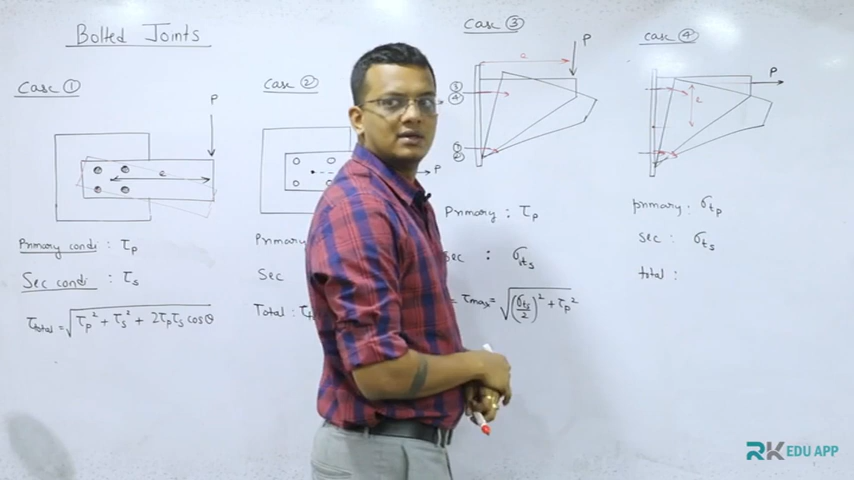 Bolted Joints
Case ①
P
e
Primary condi : τp
Sec condi : τs
τtotal = √τp² + τs² + 2τpτs cosθ
Case ②
P
Primary
Sec
Total :
Case ③
e
P
③
④
①
②
Primary : τp
sec : σts
= τmax = √(σts/2)² + τp²
Case ④
P
e
primary : σtp
sec : σts
total :
RK EDU APP